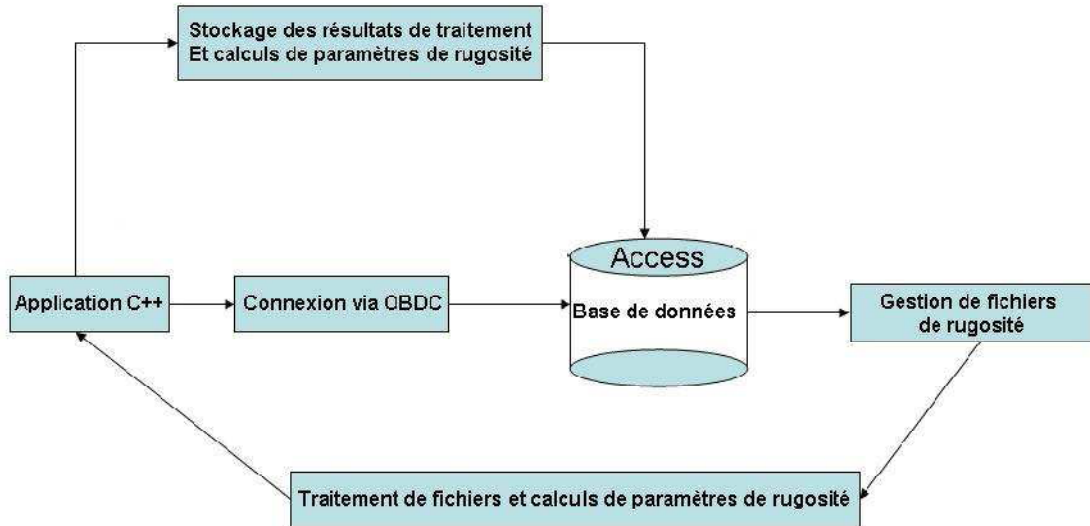 Stockage des résultats de traitement
Et calculs de paramètres de rugosité
Access
Application C++
Connexion via OBDC
Base de données
Gestion de fichiers
de rugosité
Traitement de fichiers et calculs de paramètres de rugosité